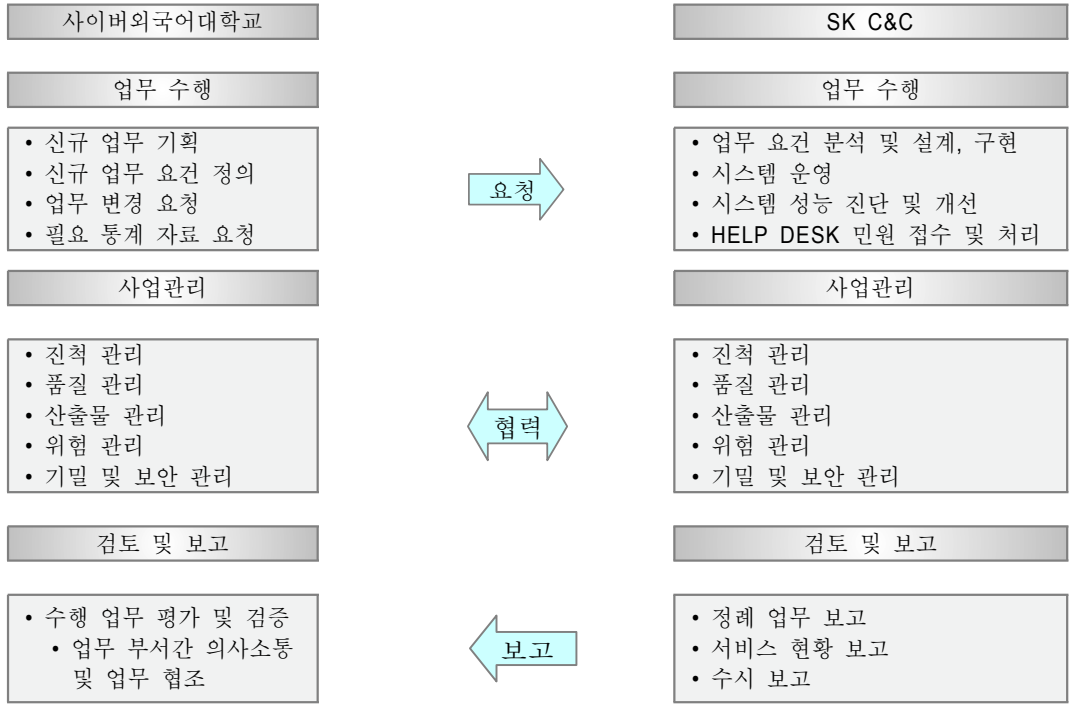 사이버외국어대학교
SK C&C
업무 수행
업무 수행
• 신규 업무 기획
• 신규 업무 요건 정의
• 업무 변경 요청
• 필요 통계 자료 요청
요청
• 업무 요건 분석 및 설계, 구현
• 시스템 운영
• 시스템 성능 진단 및 개선
• HELP DESK 민원 접수 및 처리
사업관리
사업관리
• 진척 관리
• 품질 관리
• 산출물 관리
• 위험 관리
• 기밀 및 보안 관리
협력
• 진척 관리
• 품질 관리
• 산출물 관리
• 위험 관리
• 기밀 및 보안 관리
검토 및 보고
검토 및 보고
• 수행 업무 평가 및 검증
• 업무 부서간 의사소통
및 업무 협조
보고
• 정례 업무 보고
• 서비스 현황 보고
• 수시 보고